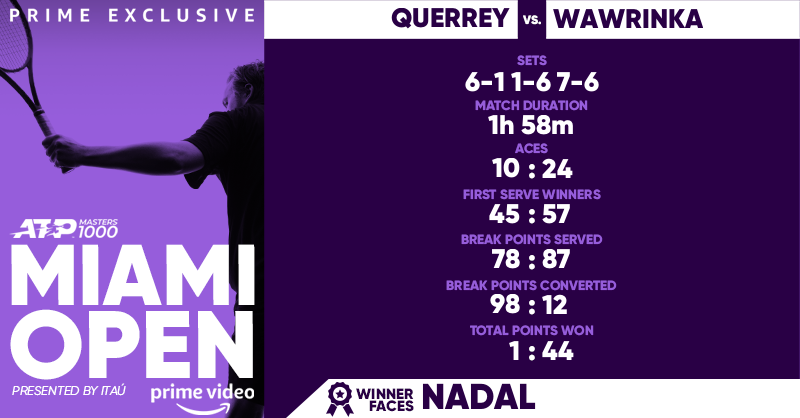 PRIME EXCLUSIVE
ATP MASTERS 1000
MIAMI
OPEN
PRESENTED BY ITAÚ
prime video
QUERREY vs. WAWRINKA
SETS
6-1 1-6 7-6
MATCH DURATION
1h 58m
ACES
10 : 24
FIRST SERVE WINNERS
45 : 57
BREAK POINTS SERVED
78 : 87
BREAK POINTS CONVERTED
98 : 12
TOTAL POINTS WON
1 : 44
WINNER
FACES
NADAL